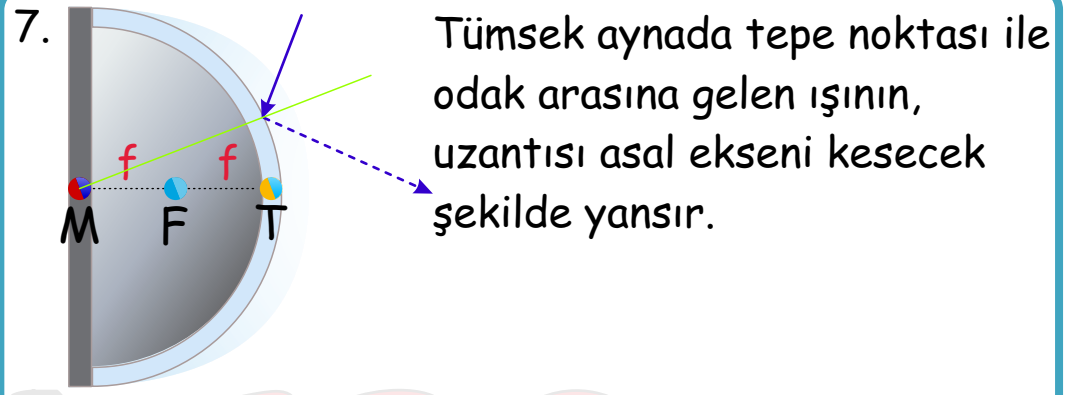 7.
Tümsek aynada tepe noktası ile
odak arasına gelen ışının,
uzantısı asal ekseni kesecek
şekilde yansır.
f f
M F T